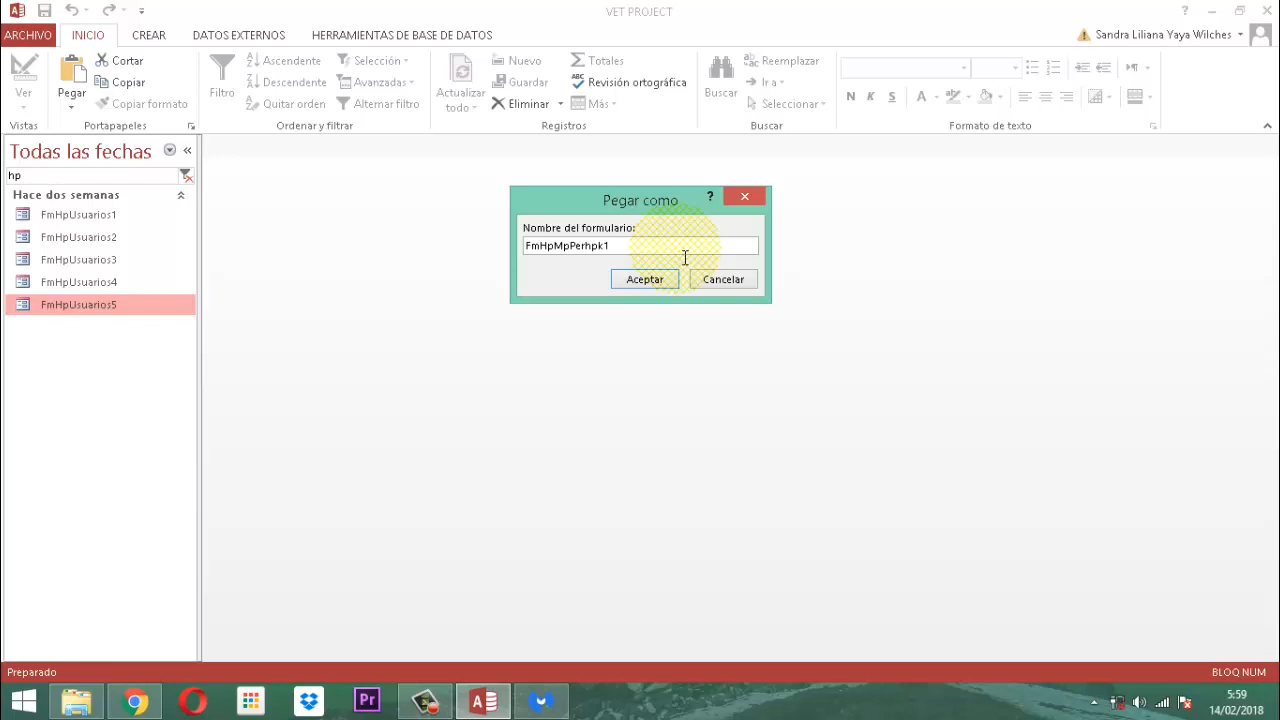 VET PROJECT
ARCHIVO INICIO CREAR DATOS EXTERNOS HERRAMIENTAS DE BASE DE DATOS Sandra Liliana Yaya Wilches
Ver
Vistas
Pegar
Cortar
Copiar
Copiar formato
Portapapeles
Filtro
Ascendente
Descendente
Quitar orden
Selección
Avanzadas
Alternar filtro
Ordenar y filtrar
Actualizar todo
Nuevo
Guardar
Eliminar
Totales
Revisión ortográfica
Más
Registros
Buscar
Reemplazar
Ir a
Seleccionar
Buscar
N K S A
Formato de texto
Todas las fechas
hp
Hace dos semanas
FmHpUsuarios1
FmHpUsuarios2
FmHpUsuarios3
FmHpUsuarios4
FmHpUsuarios5
Pegar como
Nombre del formulario:
FmHpMpPerhpk1
Aceptar Cancelar
Preparado BLOQ NUM
Pr
5:59
14/02/2018